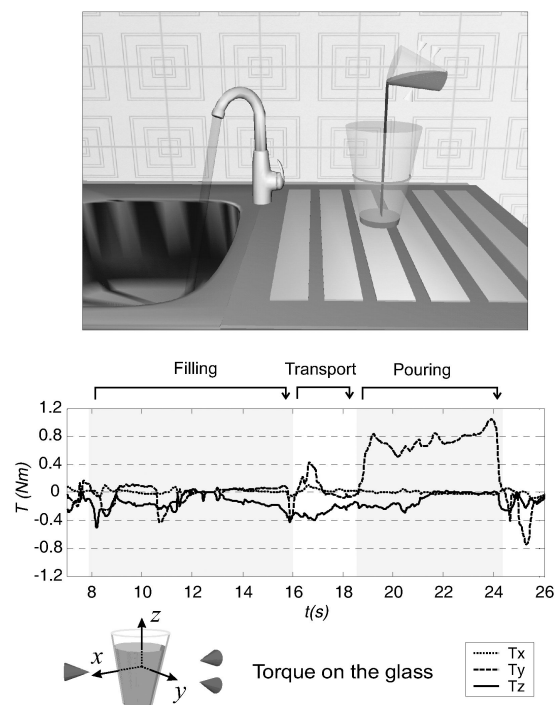 Filling Transport Pouring
1.2
0.8
0.4
0
-0.4
-0.8
-1.2
T (Nm)
8 10 12 14 16 18 20 22 24 26
t(s)
z
x
y
Torque on the glass
Tx
Ty
Tz